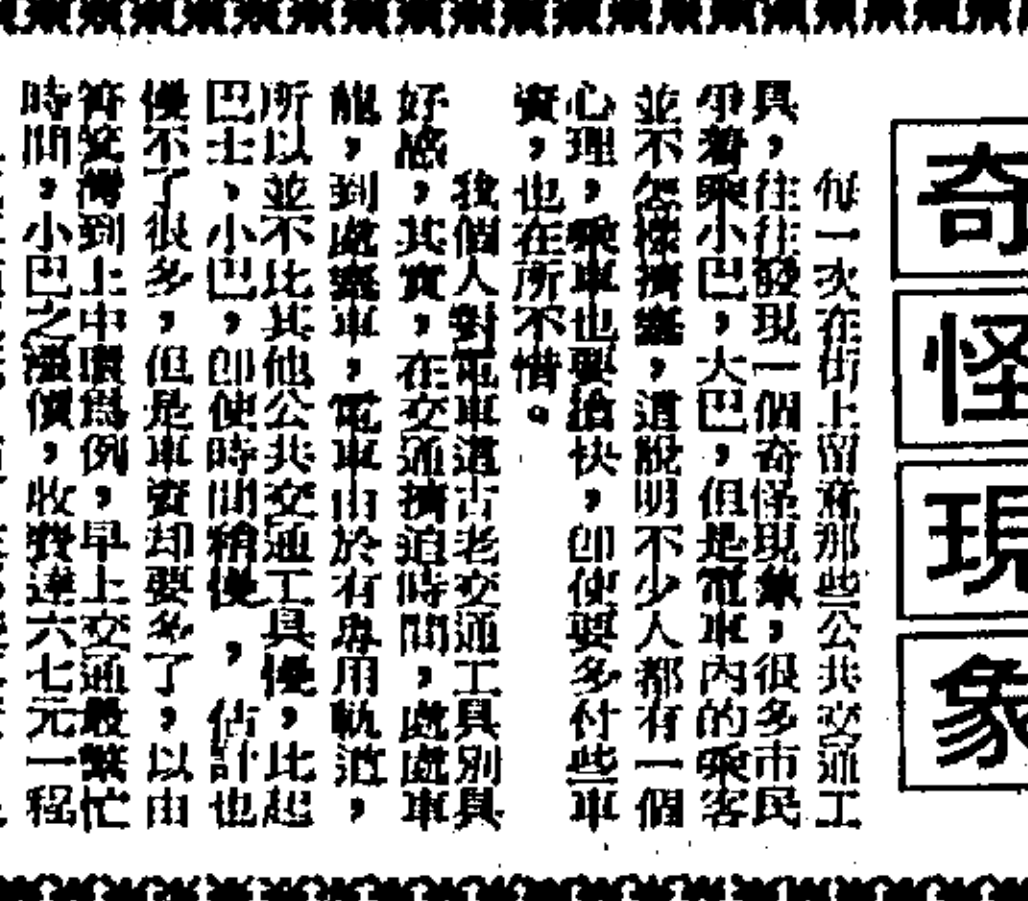 奇怪現象
每一次在街上留意那些公共交通工
具，往往發現一個奇怪現象，很多市民
爭着乘小巴，大巴，但是電車內的乘客
並不怎樣擠塞，這說明不少人都有一個
心理，乘車也要搶快，即使要多付些車
資，也在所不惜。
我個人對電車這古老交通工具別具
好感，其實，在交通擠迫時間，處處車
龍，到處塞車，電車由於有專用軌道，
所以並不比其他公共交通工具慢，比起
巴士、小巴，即使時間稍慢，估計也
慢不了很多，但是車資却要多了，以由
筲箕灣到上中環爲例，早上交通最繁忙
時間，小巴之漲價，收費達六七元一程